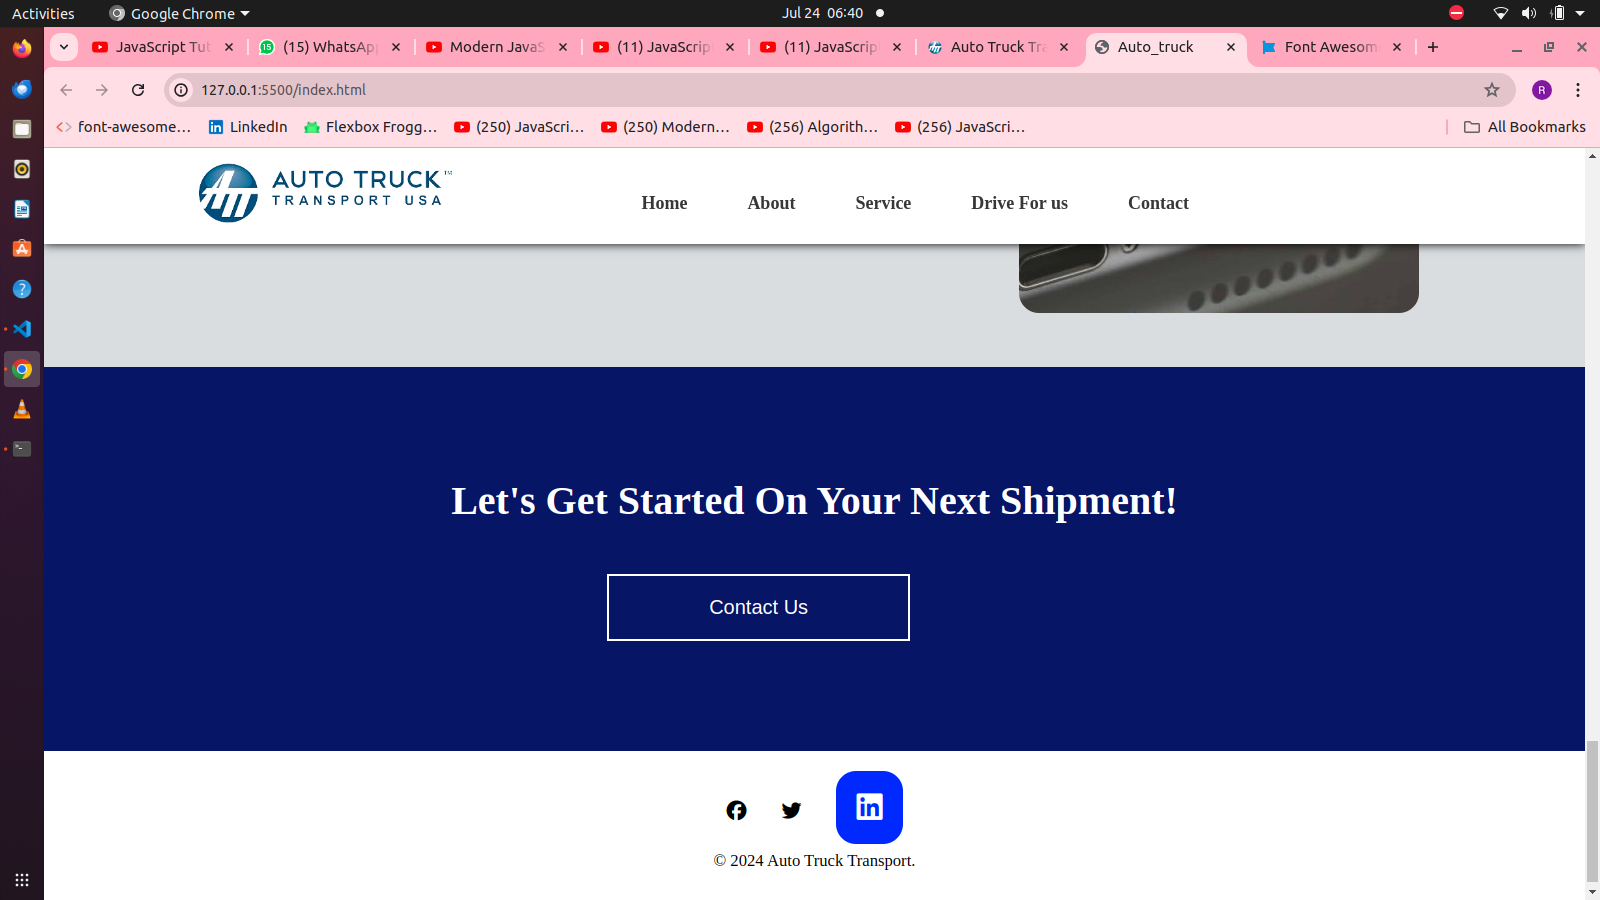 Activities
Google Chrome
Jul 24 06:40
JavaScript Tut
(15) WhatsApp
Modern JavaS
(11) JavaScrip
(11) JavaScrip
Auto Truck Tra
Auto_truck
Font Awesom
127.0.0.1:5500/index.html
R
font-awesome...
LinkedIn
Flexbox Frogg...
(250) JavaScri...
(250) Modern...
(256) Algorith...
(256) JavaScri...
All Bookmarks
AUTO TRUCK™
TRANSPORT USA
Home
About
Service
Drive For us
Contact
Let's Get Started On Your Next Shipment!
Contact Us
© 2024 Auto Truck Transport.